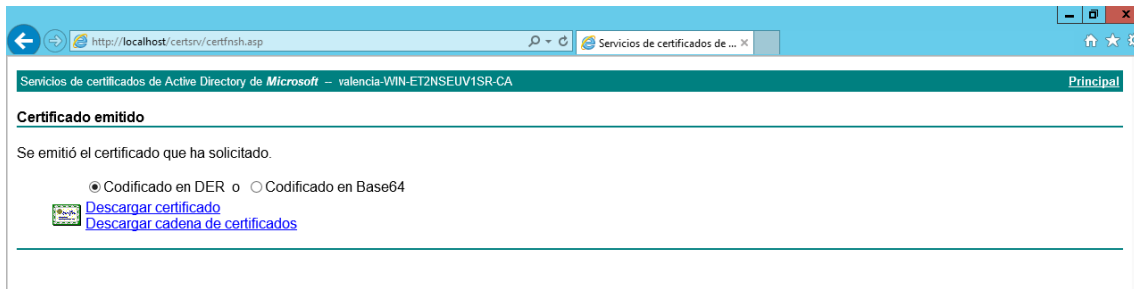 http://localhost/certsrv/certfnsh.asp
Servicios de certificados de ...
Servicios de certificados de Active Directory de Microsoft -- valencia-WIN-ET2NSEUV1SR-CA Principal
Certificado emitido
Se emitió el certificado que ha solicitado.
Codificado en DER o Codificado en Base64
Descargar certificado
Descargar cadena de certificados